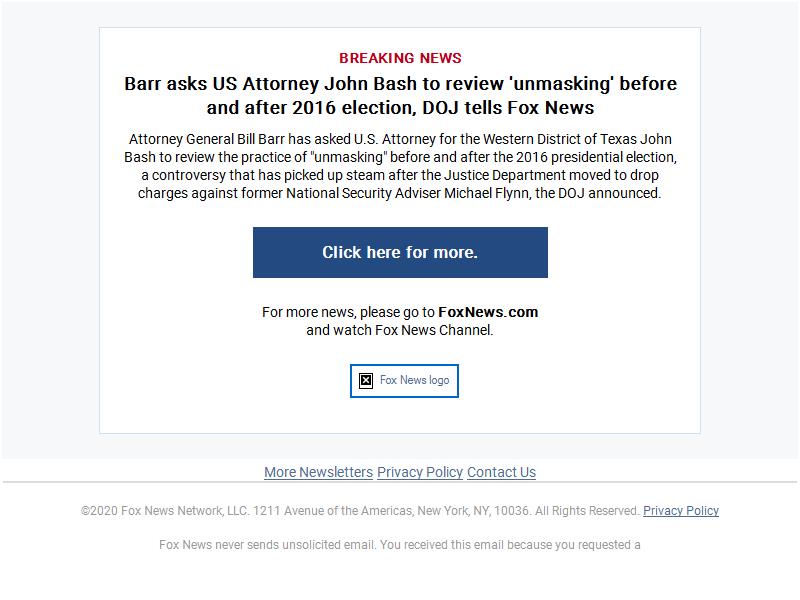 BREAKING NEWS
Barr asks US Attorney John Bash to review 'unmasking' before
and after 2016 election, DOJ tells Fox News
Attorney General Bill Barr has asked U.S. Attorney for the Western District of Texas John
Bash to review the practice of "unmasking" before and after the 2016 presidential election,
a controversy that has picked up steam after the Justice Department moved to drop
charges against former National Security Adviser Michael Flynn, the DOJ announced.
Click here for more.
For more news, please go to FoxNews.com
and watch Fox News Channel.
Fox News logo
More Newsletters Privacy Policy Contact Us
©2020 Fox News Network, LLC. 1211 Avenue of the Americas, New York, NY, 10036. All Rights Reserved. Privacy Policy
Fox News never sends unsolicited email. You received this email because you requested a